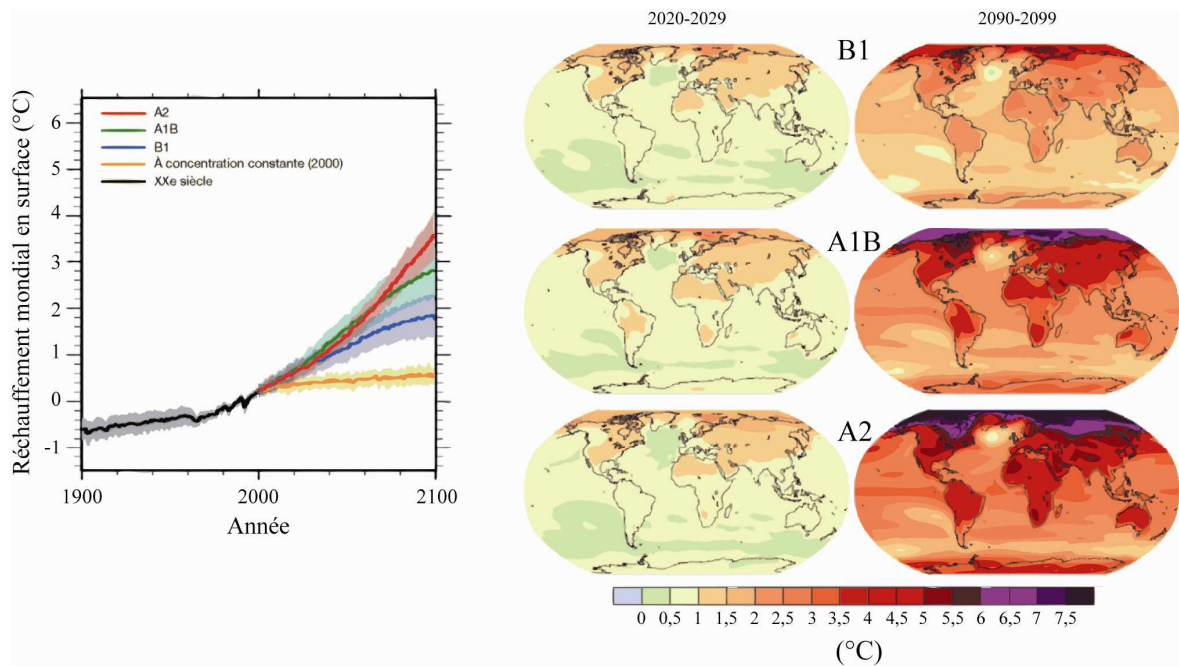 Réchauffement mondial en surface (°C)
6
5
4
3
2
1
0
-1
A2
A1B
B1
À concentration constante (2000)
XXe siècle
1900 2000 2100
Année
2020-2029 2090-2099
B1
A1B
A2
0 0,5 1 1,5 2 2,5 3 3,5 4 4,5 5 5,5 6 6,5 7 7,5
(°C)